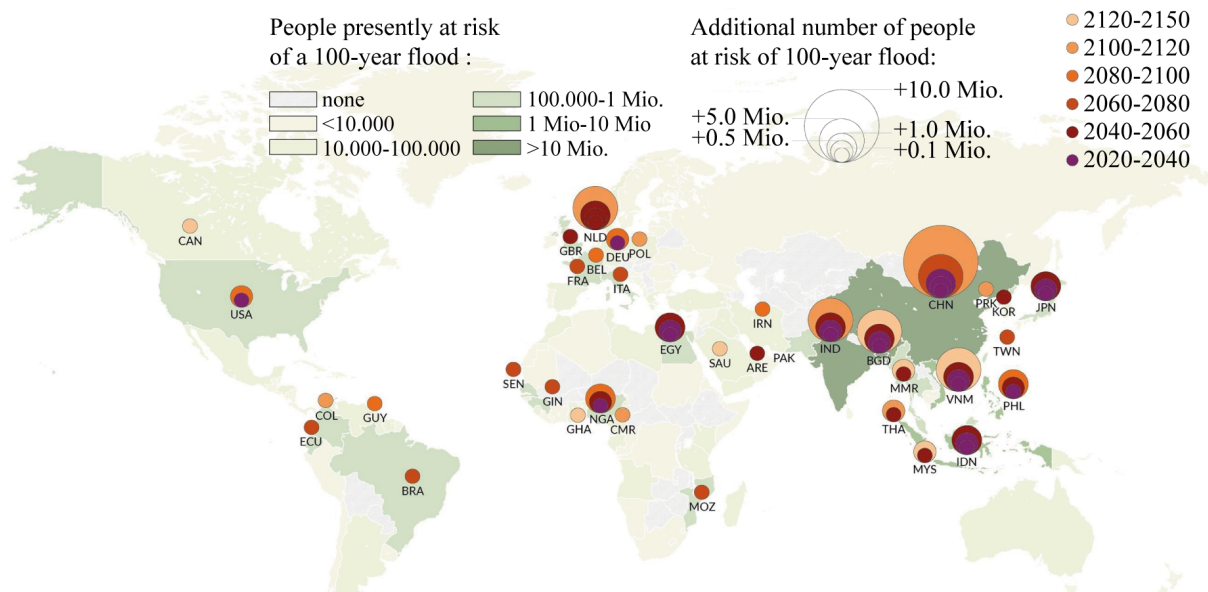 People presently at risk
of a 100-year flood :
none
<10.000
10.000-100.000
100.000-1 Mio.
1 Mio-10 Mio
>10 Mio.
Additional number of people
at risk of 100-year flood:
+10.0 Mio.
+5.0 Mio.
+0.5 Mio.
+1.0 Mio.
+0.1 Mio.
2120-2150
2100-2120
2080-2100
2060-2080
2040-2060
2020-2040
CAN
USA
COL
GUY
ECU
BRA
NLD
GBR
DEU
POL
BEL
FRA
ITA
EGY
IRN
SAU
ARE
PAK
SEN
GIN
NGA
GHA
CMR
MOZ
CHN
PRK
KOR
JPN
IND
BGD
TWN
MMR
VNM
PHL
THA
MYS
IDN